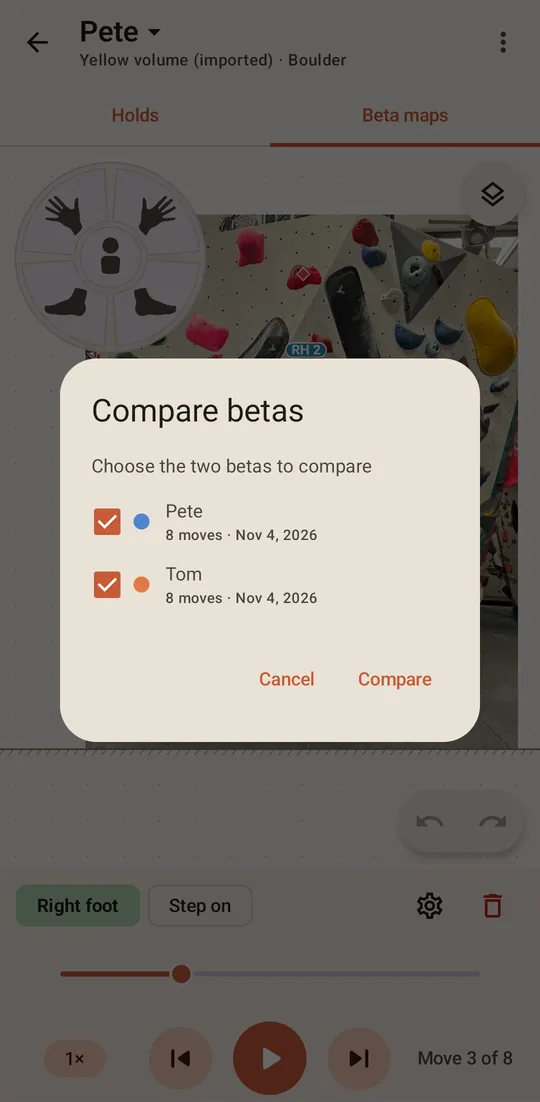 Pete
Yellow volume (imported) · Boulder
Holds
Beta maps
RH 2
Compare betas
Choose the two betas to compare
Pete
8 moves · Nov 4, 2026
Tom
8 moves · Nov 4, 2026
Cancel
Compare
Right foot
Step on
1×
Move 3 of 8